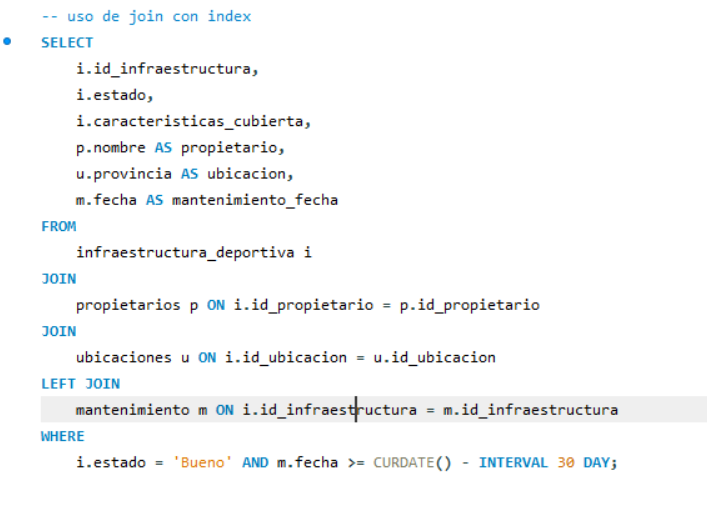 -- uso de join con index
SELECT
i.id_infraestructura,
i.estado,
i.caracteristicas_cubierta,
p.nombre AS propietario,
u.provincia AS ubicacion,
m.fecha AS mantenimiento_fecha
FROM
infraestructura_deportiva i
JOIN
propietarios p ON i.id_propietario = p.id_propietario
JOIN
ubicaciones u ON i.id_ubicacion = u.id_ubicacion
LEFT JOIN
mantenimiento m ON i.id_infraestructura = m.id_infraestructura
WHERE
i.estado = 'Bueno' AND m.fecha >= CURDATE() - INTERVAL 30 DAY;